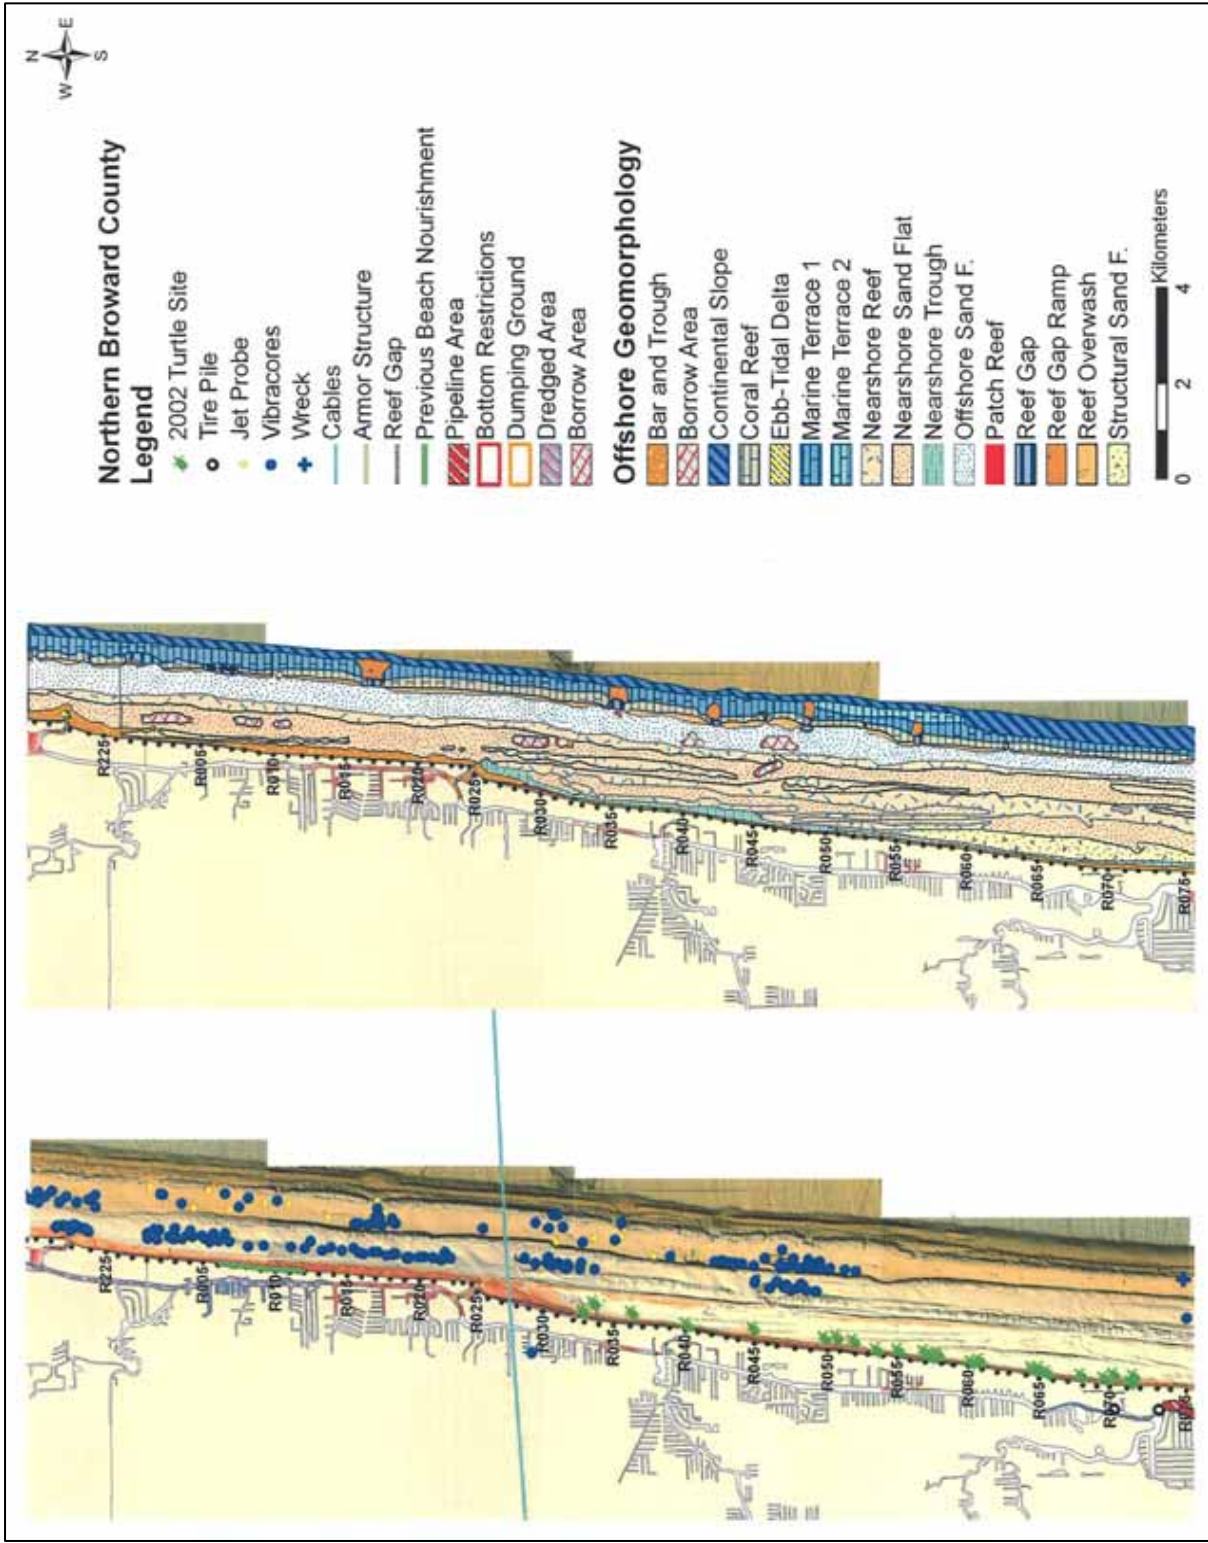 N
E
W
S
Northern Broward County
Legend
2002 Turtle Site
Tire Pile
Jet Probe
Vibracores
Wreck
Cables
Armor Structure
Reef Gap
Previous Beach Nourishment
Pipeline Area
Bottom Restrictions
Dumping Ground
Dredged Area
Borrow Area
Offshore Geomorphology
Bar and Trough
Borrow Area
Continental Slope
Coral Reef
Ebb-Tidal Delta
Marine Terrace 1
Marine Terrace 2
Nearshore Reef
Nearshore Sand Flat
Nearshore Trough
Offshore Sand F.
Patch Reef
Reef Gap
Reef Gap Ramp
Reef Overwash
Structural Sand F.
0 2 4 Kilometers
R225
R005
R010
R015
R020
R025
R030
R035
R040
R045
R050
R055
R060
R065
R070
R075
R225
R005
R010
R015
R020
R025
R030
R035
R040
R045
R050
R055
R060
R065
R070
R075